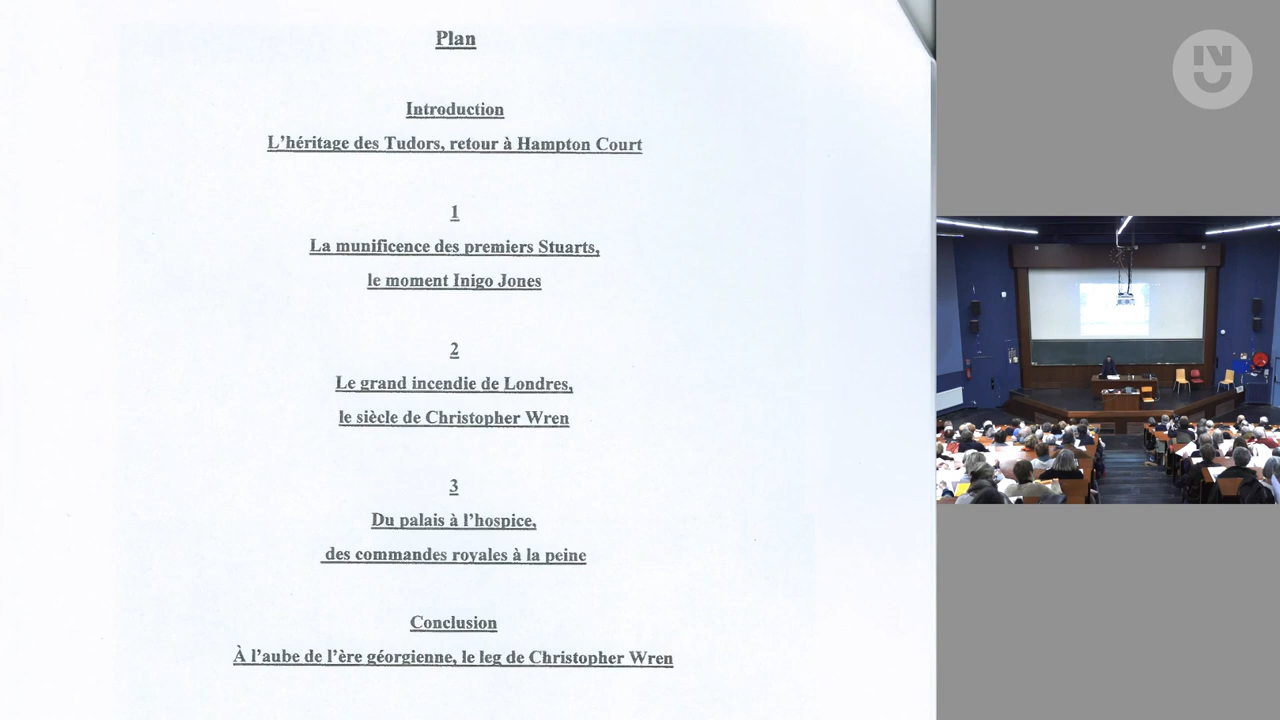 Plan
Introduction
L'héritage des Tudors, retour à Hampton Court
1
La munificence des premiers Stuarts,
le moment Inigo Jones
2
Le grand incendie de Londres,
le siècle de Christopher Wren
3
Du palais à l'hospice,
des commandes royales à la peine
Conclusion
À l'aube de l'ère géorgienne, le leg de Christopher Wren